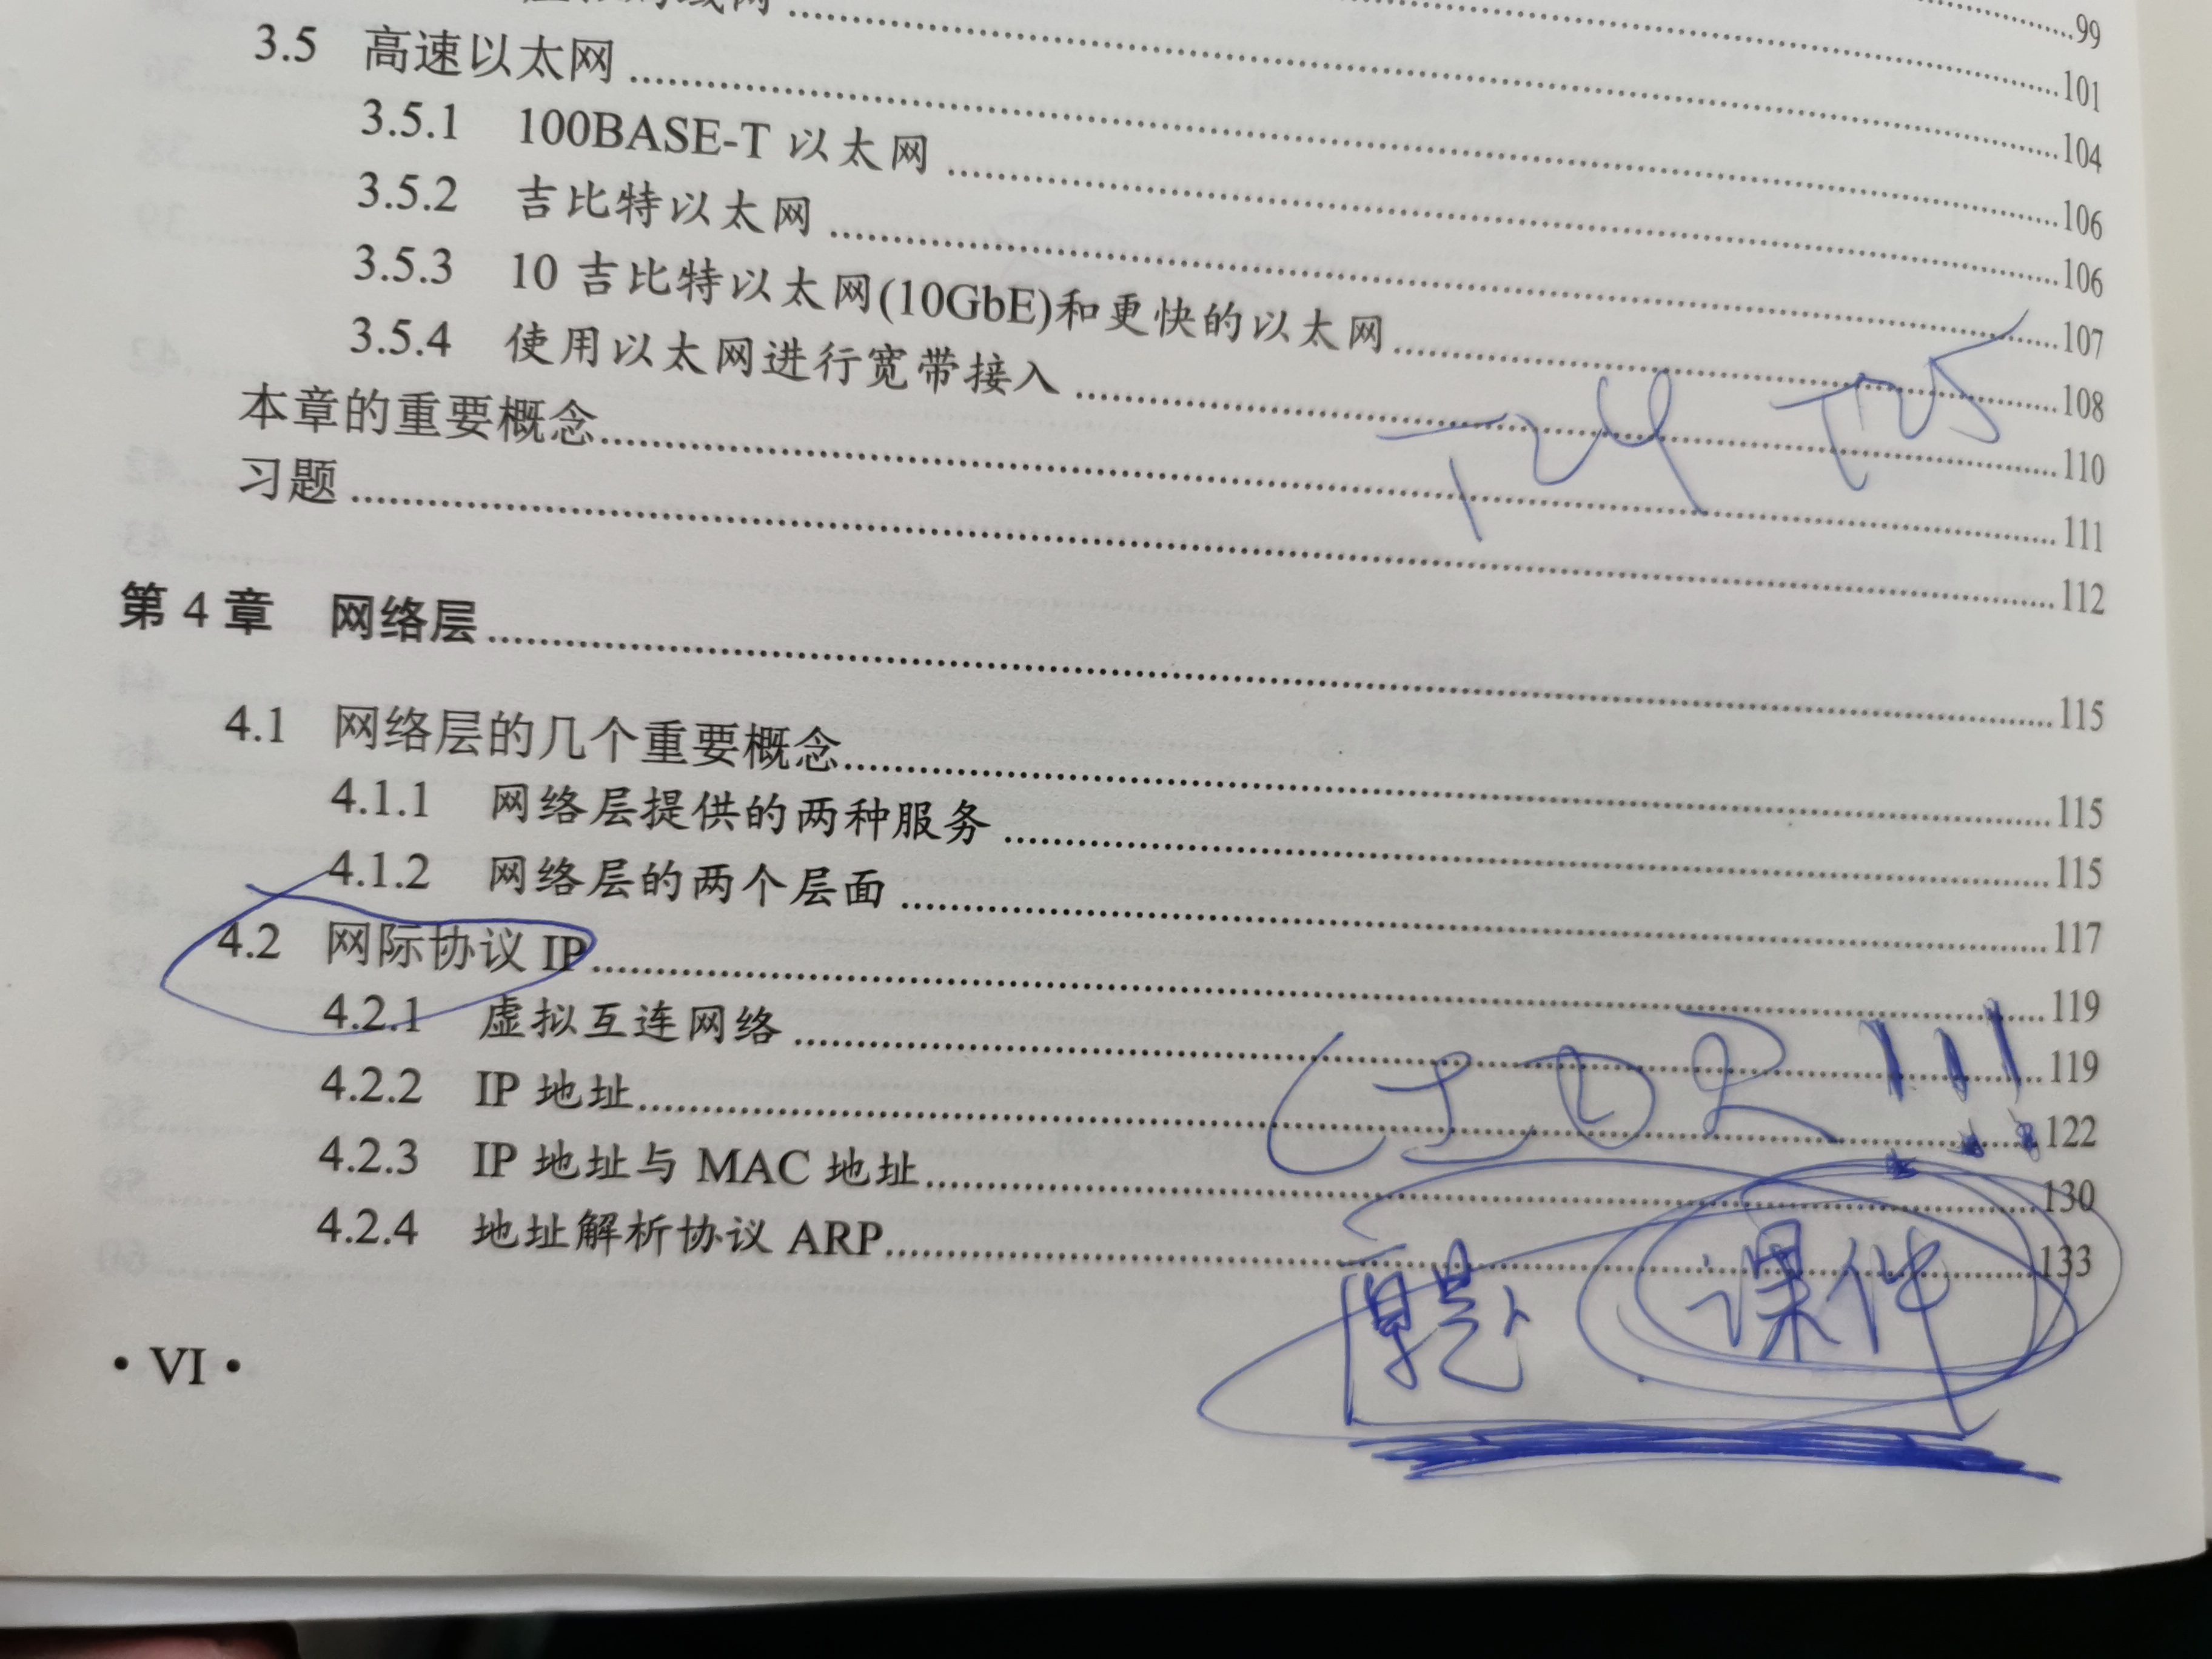 99
101
104
3.5 高速以太网 ........ 106
3.5.1 100BASE-T 以太网 ........ 106
3.5.2 吉比特以太网 ........ 107
3.5.3 10 吉比特以太网(10GbE)和更快的以太网 ........ 108
3.5.4 使用以太网进行宽带接入 ........ 110
本章的重要概念 ........ 111
习题 ........ 112
第 4 章 网络层 ........ 115
4.1 网络层的几个重要概念 ........ 115
4.1.1 网络层提供的两种服务 ........ 115
4.1.2 网络层的两个层面 ........ 117
4.2 网际协议 IP ........ 119
4.2.1 虚拟互连网络 ........ 119
4.2.2 IP 地址 ........ 122
CIDR !!!
4.2.3 IP 地址与 MAC 地址 ........ 130
4.2.4 地址解析协议 ARP ........ 133
原题 课件
• VI •